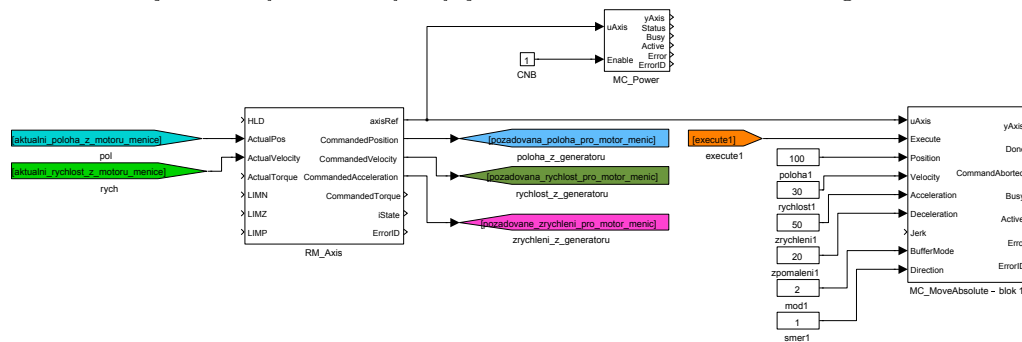 yAxis
Status
uAxis
Busy
Active
Error
Enable
ErrorID
1
CNB
MC_Power
HLD
axisRef
[aktualni_poloha_z_motoru_menice]
pol
ActualPos
CommandedPosition
[pozadovana_poloha_pro_motor_menic]
poloha_z_generatoru
[aktualni_rychlost_z_motoru_menice]
rych
ActualVelocity
CommandedVelocity
[pozadovana_rychlost_pro_motor_menic]
rychlost_z_generatoru
ActualTorque
CommandedAcceleration
LIMN
CommandedTorque
LIMZ
iState
[pozadovane_zrychleni_pro_motor_menic]
zrychleni_z_generatoru
LIMP
ErrorID
RM_Axis
[execute1]
execute1
100
poloha1
30
rychlost1
50
zrychleni1
20
zpomaleni1
2
mod1
1
smer1
uAxis
yAxis
Execute
Done
Position
Velocity
CommandAborted
Acceleration
Busy
Deceleration
Active
Jerk
Error
BufferMode
ErrorID
Direction
MC_MoveAbsolute – blok 1